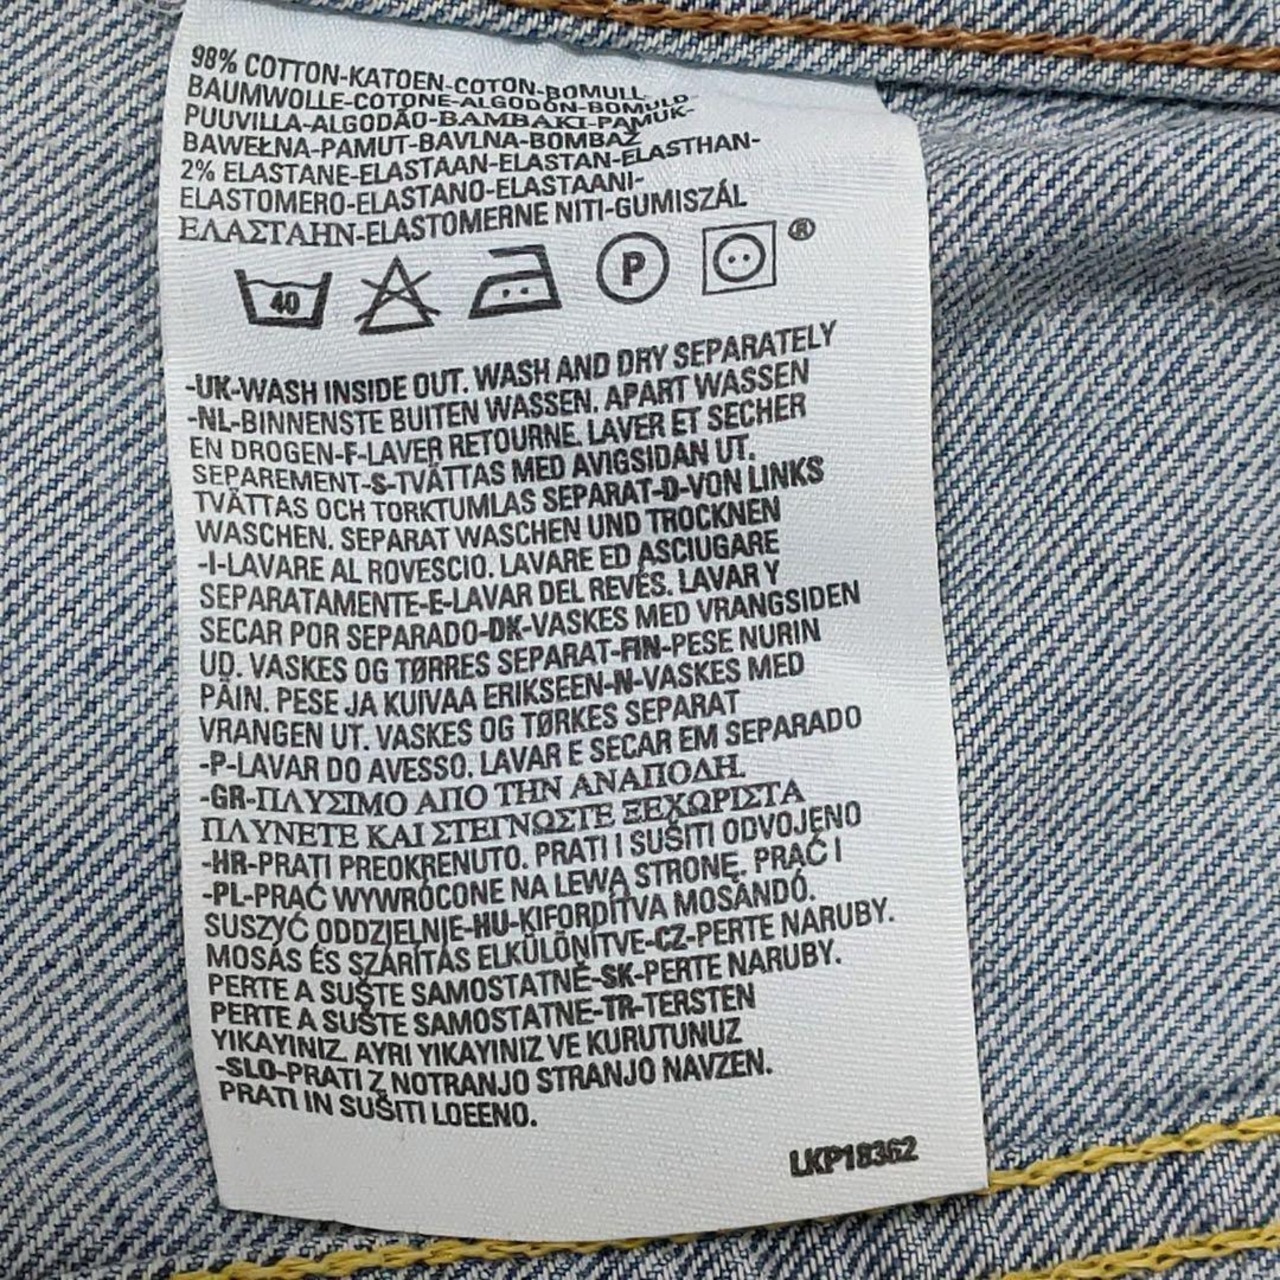 98% COTTON-KATOEN-COTON-BOMULL-
BAUMWOLLE-COTONE-ALGODÓN-BOMULD-
PUUVILLA-ALGODÃO-BAMBAKI-PAMUK-
BAWEŁNA-PAMUT-BAVLNA-BOMBAŽ
2% ELASTANE-ELASTAAN-ELASTAN-ELASTHAN-
ELASTOMERO-ELASTANO-ELASTAANI-
ΕΛΑΣΤΑΗΝ-ELASTOMERNE NITI-GUMISZÁL
40 P ®
-UK-WASH INSIDE OUT. WASH AND DRY SEPARATELY
-NL-BINNENSTE BUITEN WASSEN. APART WASSEN
EN DROGEN-F-LAVER RETOURNE. LAVER ET SECHER
SEPAREMENT-S-TVÄTTAS MED AVIGSIDAN UT.
TVÄTTAS OCH TORKTUMLAS SEPARAT-D-VON LINKS
WASCHEN. SEPARAT WASCHEN UND TROCKNEN
-I-LAVARE AL ROVESCIO. LAVARE ED ASCIUGARE
SEPARATAMENTE-E-LAVAR DEL REVÉS. LAVAR Y
SECAR POR SEPARADO-DK-VASKES MED VRANGSIDEN
UD. VASKES OG TØRRES SEPARAT-FIN-PESE NURIN
PÄIN. PESE JA KUIVAA ERIKSEEN-N-VASKES MED
VRANGEN UT. VASKES OG TØRKES SEPARAT
-P-LAVAR DO AVESSO. LAVAR E SECAR EM SEPARADO
-GR-ΠΛΥΣΙΜΟ ΑΠΟ ΤΗΝ ΑΝΑΠΟΔΗ.
ΠΛΥΝΕΤΕ ΚΑΙ ΣΤΕΓΝΩΣΤΕ ΞΕΧΩΡΙΣΤΑ
-HR-PRATI PREOKRENUTO. PRATI I SUŠITI ODVOJENO
-PL-PRAĆ WYWRÓCONE NA LEWĄ STRONĘ. PRAĆ I
SUSZYĆ ODDZIELNIE-HU-KIFORDÍTVA MOSÁNDÓ.
MOSÁS ÉS SZÁRÍTÁS ELKÜLÖNÍTVE-CZ-PERTE NARUBY.
PERTE A SUŠTE SAMOSTATNĚ-SK-PERTE NARUBY.
PERTE A SUŠTE SAMOSTATNE-TR-TERSTEN
YIKAYINIZ. AYRI YIKAYINIZ VE KURUTUNUZ
-SLO-PRATI Z NOTRANJO STRANJO NAVZEN.
PRATI IN SUŠITI LOEENO.
LKP18362